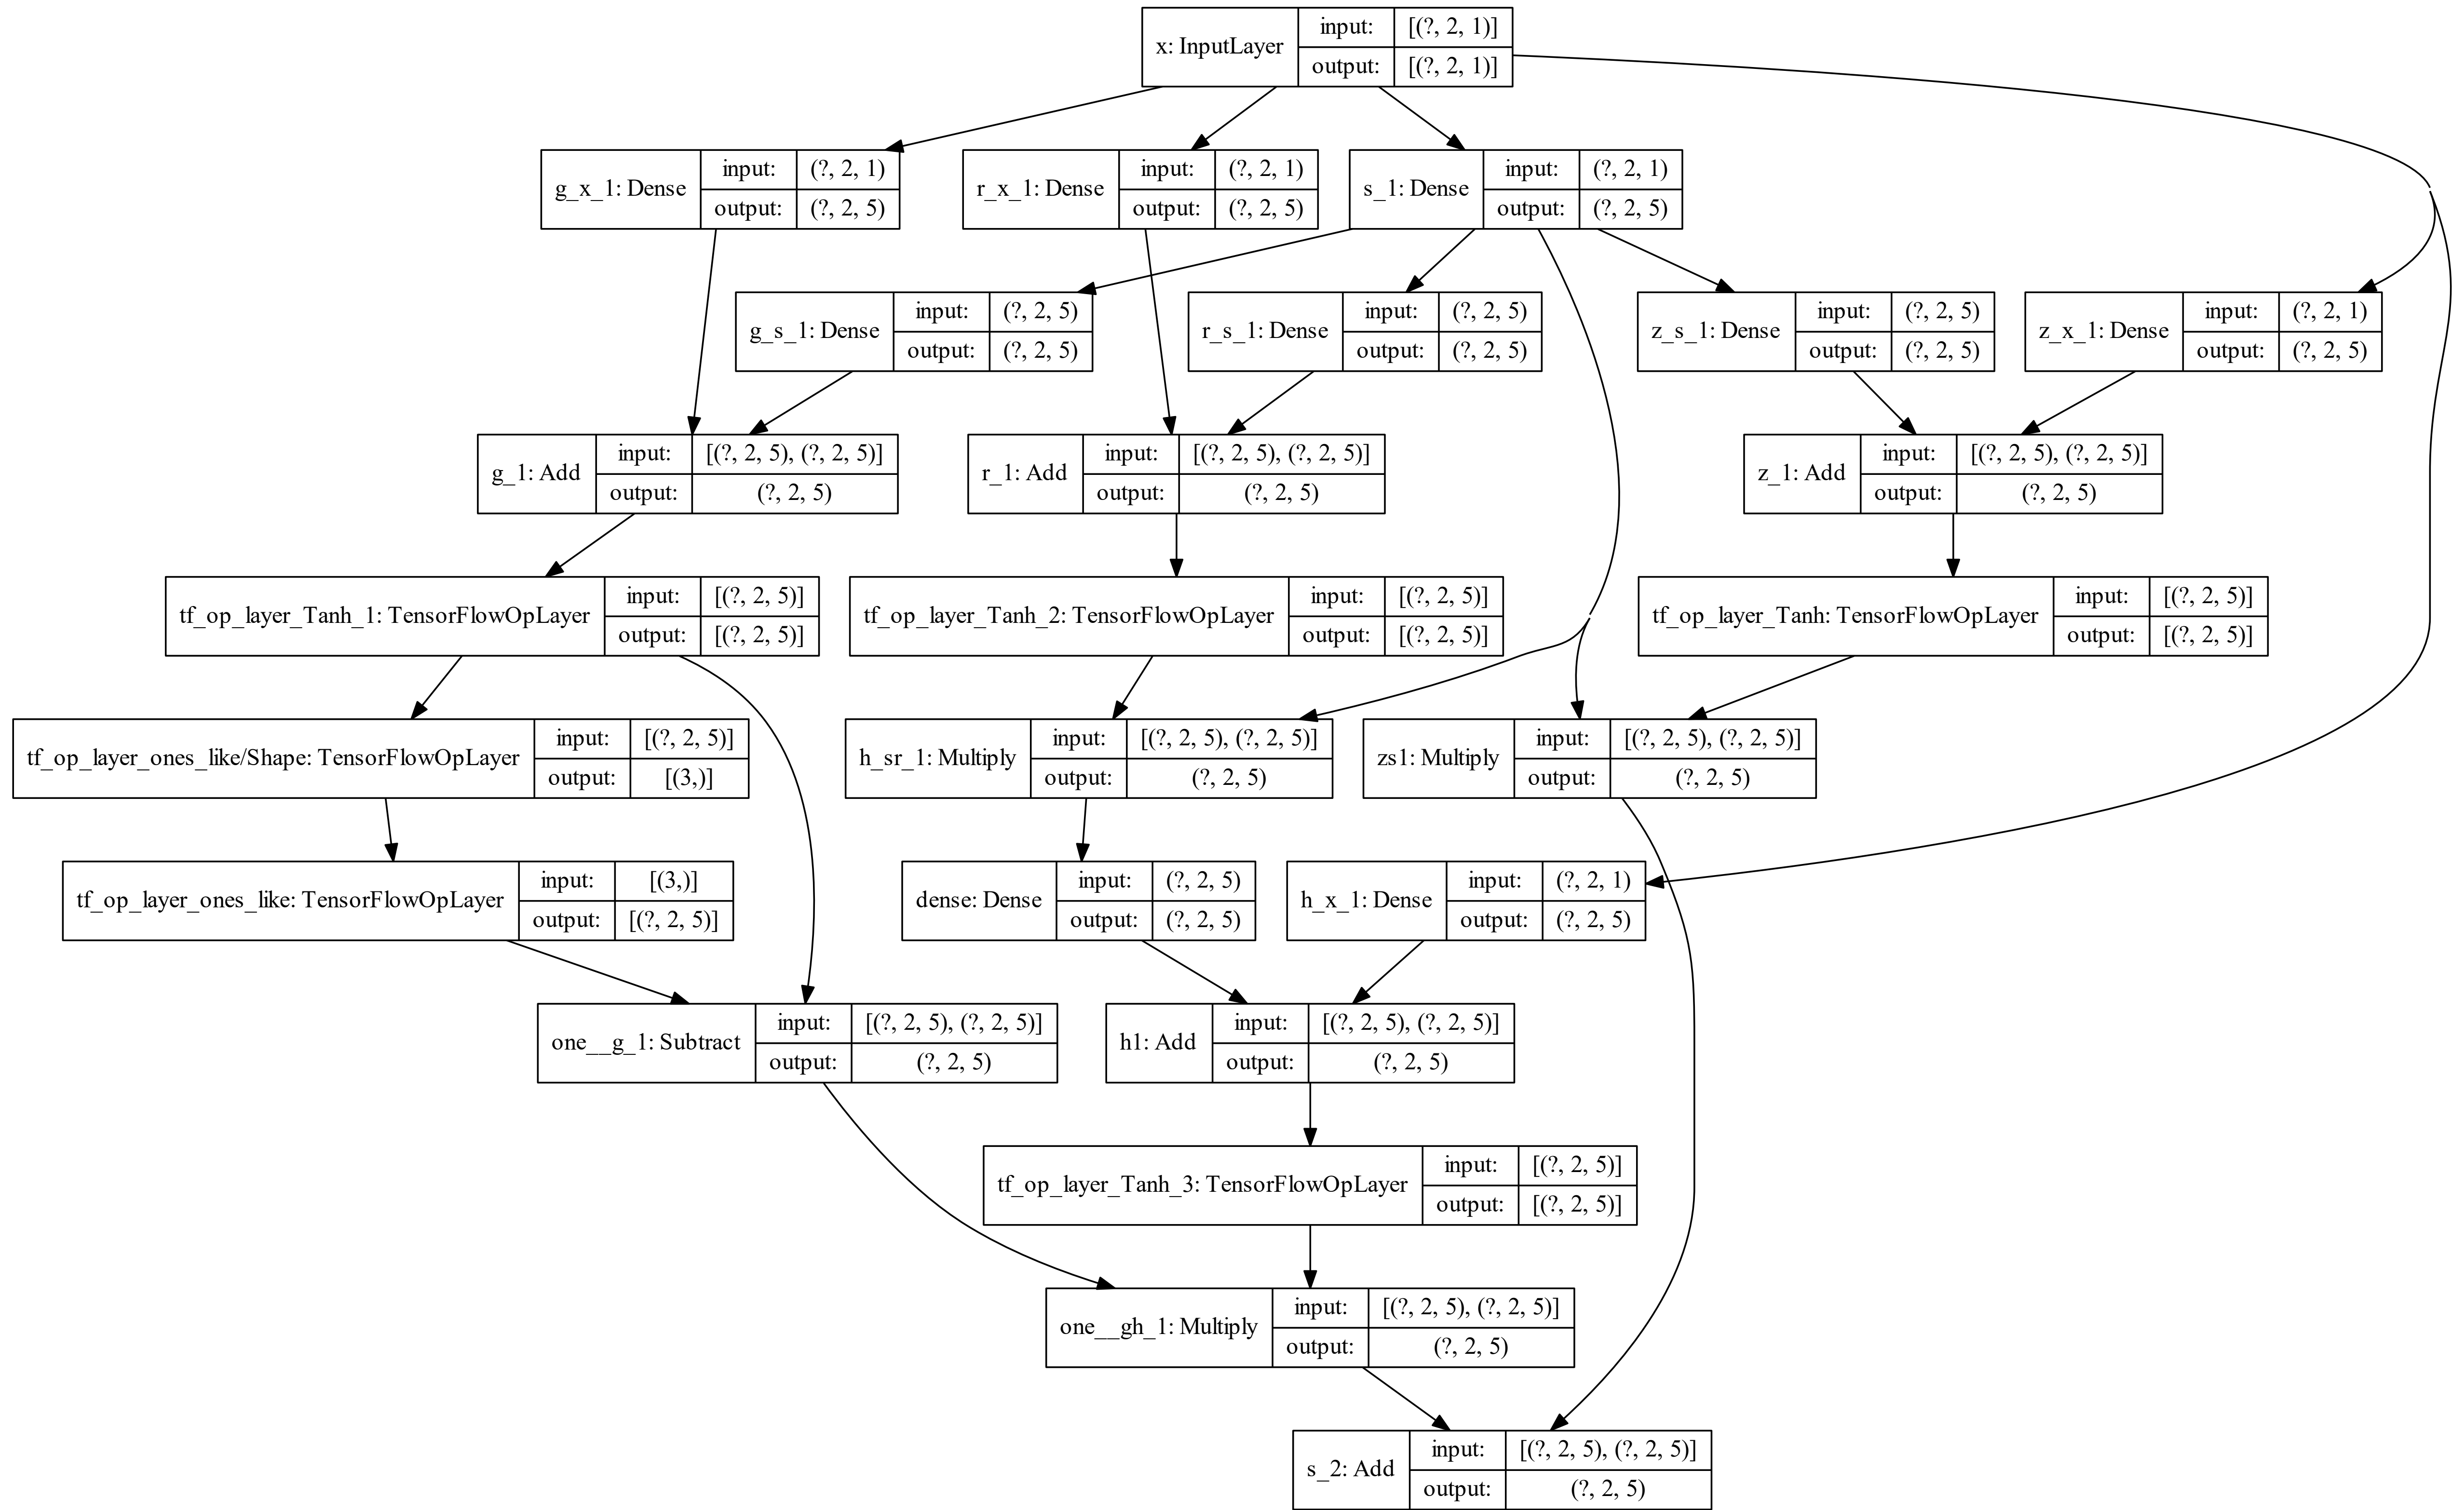 x: InputLayer
input:
[(?, 2, 1)]
output:
[(?, 2, 1)]
g_x_1: Dense
input:
(?, 2, 1)
output:
(?, 2, 5)
r_x_1: Dense
input:
(?, 2, 1)
output:
(?, 2, 5)
s_1: Dense
input:
(?, 2, 1)
output:
(?, 2, 5)
g_s_1: Dense
input:
(?, 2, 5)
output:
(?, 2, 5)
r_s_1: Dense
input:
(?, 2, 5)
output:
(?, 2, 5)
z_s_1: Dense
input:
(?, 2, 5)
output:
(?, 2, 5)
z_x_1: Dense
input:
(?, 2, 1)
output:
(?, 2, 5)
g_1: Add
input:
[(?, 2, 5), (?, 2, 5)]
output:
(?, 2, 5)
r_1: Add
input:
[(?, 2, 5), (?, 2, 5)]
output:
(?, 2, 5)
z_1: Add
input:
[(?, 2, 5), (?, 2, 5)]
output:
(?, 2, 5)
tf_op_layer_Tanh_1: TensorFlowOpLayer
input:
[(?, 2, 5)]
output:
[(?, 2, 5)]
tf_op_layer_Tanh_2: TensorFlowOpLayer
input:
[(?, 2, 5)]
output:
[(?, 2, 5)]
tf_op_layer_Tanh: TensorFlowOpLayer
input:
[(?, 2, 5)]
output:
[(?, 2, 5)]
tf_op_layer_ones_like/Shape: TensorFlowOpLayer
input:
[(?, 2, 5)]
output:
[(3,)]
h_sr_1: Multiply
input:
[(?, 2, 5), (?, 2, 5)]
output:
(?, 2, 5)
zs1: Multiply
input:
[(?, 2, 5), (?, 2, 5)]
output:
(?, 2, 5)
tf_op_layer_ones_like: TensorFlowOpLayer
input:
[(3,)]
output:
[(?, 2, 5)]
dense: Dense
input:
(?, 2, 5)
output:
(?, 2, 5)
h_x_1: Dense
input:
(?, 2, 1)
output:
(?, 2, 5)
one__g_1: Subtract
input:
[(?, 2, 5), (?, 2, 5)]
output:
(?, 2, 5)
h1: Add
input:
[(?, 2, 5), (?, 2, 5)]
output:
(?, 2, 5)
tf_op_layer_Tanh_3: TensorFlowOpLayer
input:
[(?, 2, 5)]
output:
[(?, 2, 5)]
one__gh_1: Multiply
input:
[(?, 2, 5), (?, 2, 5)]
output:
(?, 2, 5)
s_2: Add
input:
[(?, 2, 5), (?, 2, 5)]
output:
(?, 2, 5)